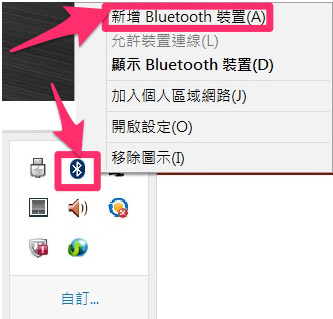 新增 Bluetooth 裝置(A)
允許裝置連線(L)
顯示 Bluetooth 裝置(D)
加入個人區域網路(J)
開啟設定(O)
移除圖示(I)
自訂...